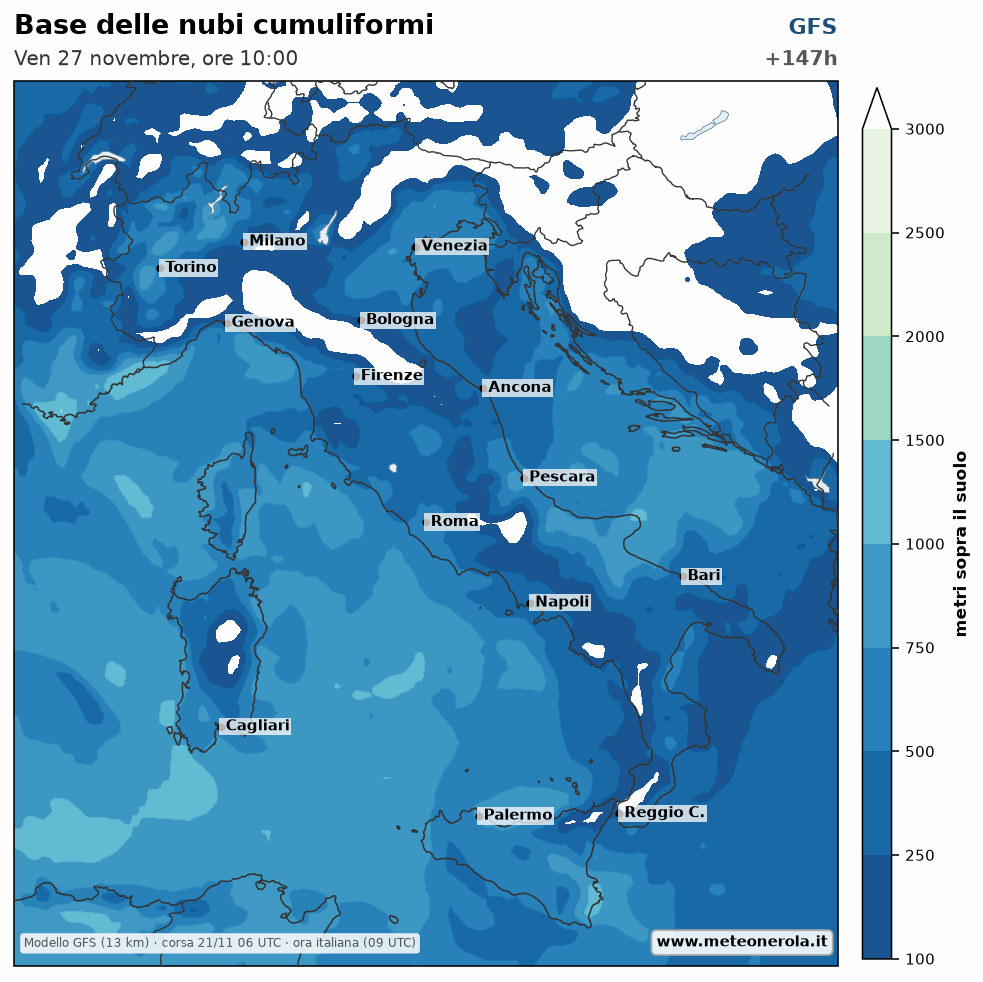 Base delle nubi cumuliformi
GFS
Ven 27 novembre, ore 10:00
+147h
3000
2500
2000
1500
1000
750
500
250
100
metri sopra il suolo
Milano
Venezia
Torino
Genova
Bologna
Firenze
Ancona
Pescara
Roma
Bari
Napoli
Cagliari
Palermo
Reggio C.
Modello GFS (13 km) · corsa 21/11 06 UTC · ora italiana (09 UTC)
www.meteonerola.it